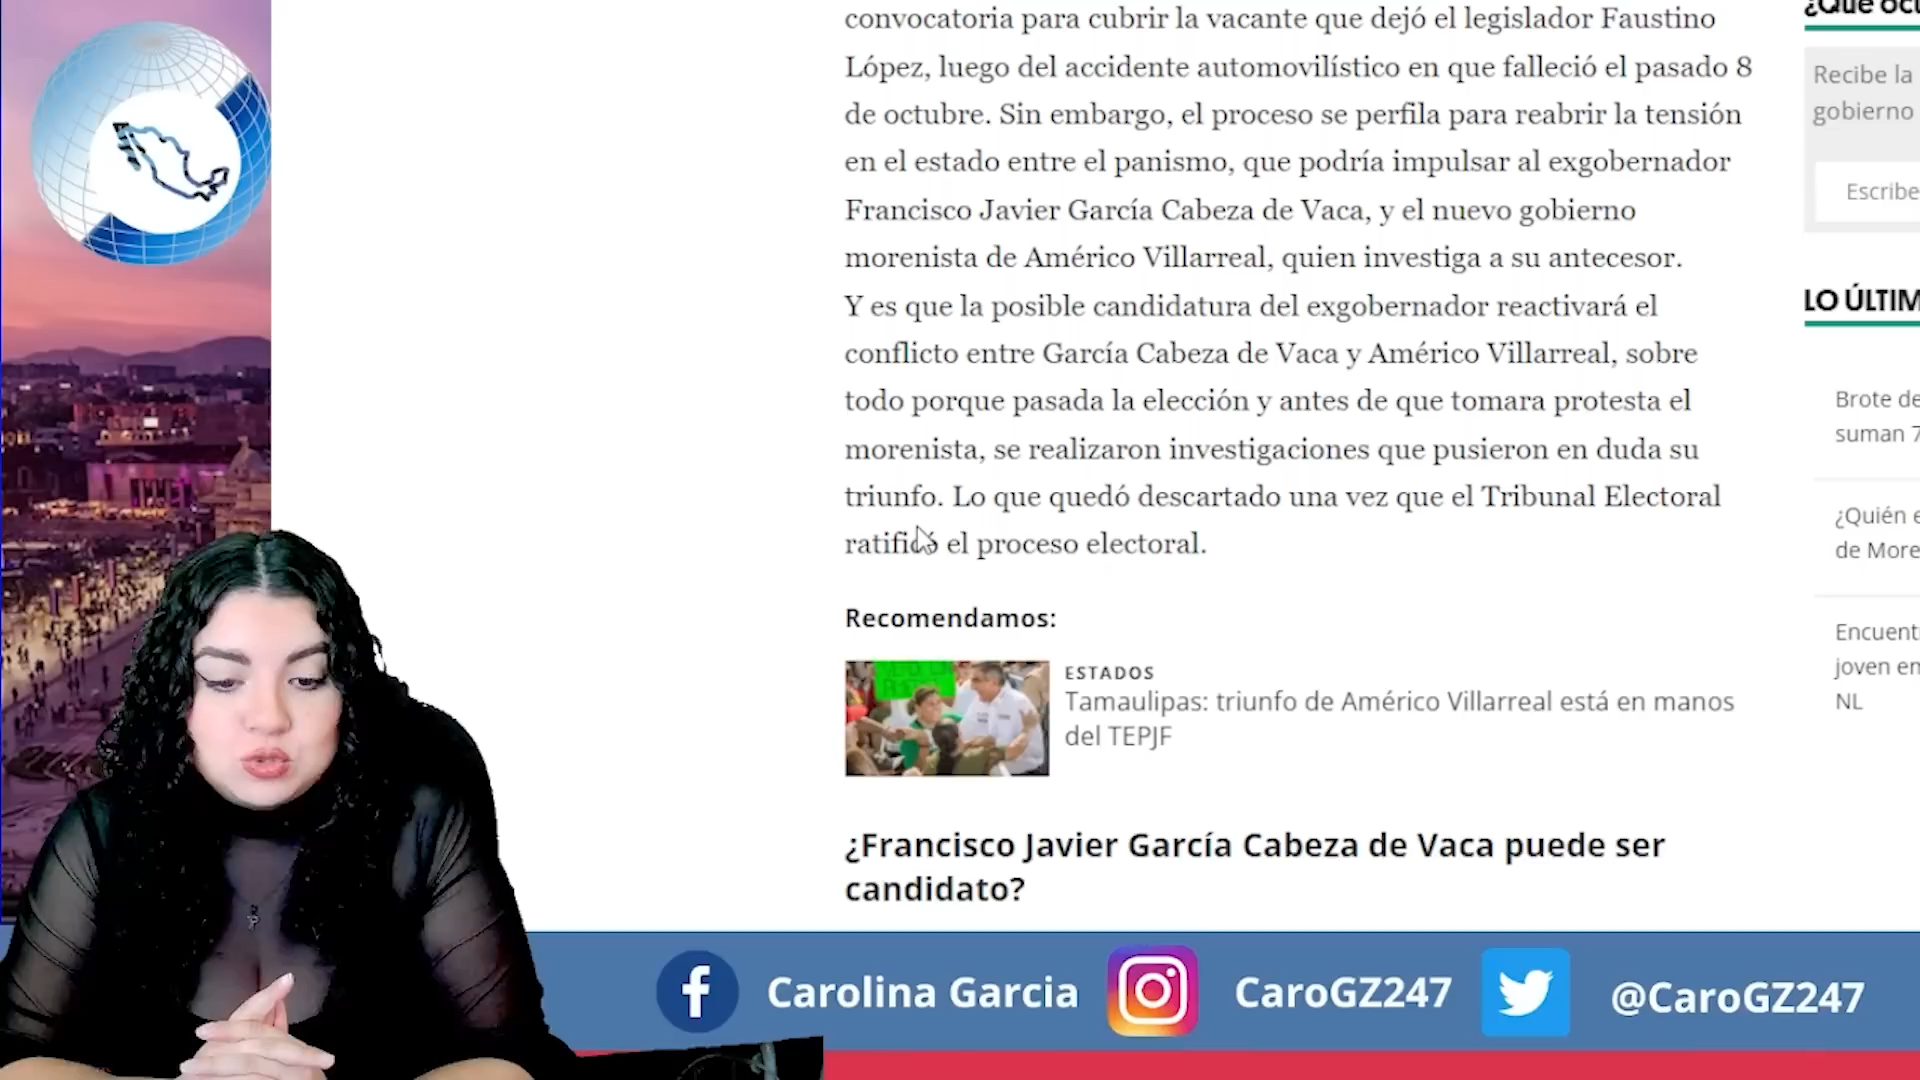 convocatoria para cubrir la vacante que dejó el legislador Faustino
López, luego del accidente automovilístico en que falleció el pasado 8
de octubre. Sin embargo, el proceso se perfila para reabrir la tensión
en el estado entre el panismo, que podría impulsar al exgobernador
Francisco Javier García Cabeza de Vaca, y el nuevo gobierno
morenista de Américo Villarreal, quien investiga a su antecesor.
Y es que la posible candidatura del exgobernador reactivará el
conflicto entre García Cabeza de Vaca y Américo Villarreal, sobre
todo porque pasada la elección y antes de que tomara protesta el
morenista, se realizaron investigaciones que pusieron en duda su
triunfo. Lo que quedó descartado una vez que el Tribunal Electoral
ratificó el proceso electoral.
Recomendamos:
ESTADOS
Tamaulipas: triunfo de Américo Villarreal está en manos
del TEPJF
¿Francisco Javier García Cabeza de Vaca puede ser
candidato?
Recibe la
gobierno
Escribe
LO ÚLTIM
Brote de
suman 7
¿Quién e
de More
Encuent
joven en
NL
Carolina Garcia
CaroGZ247
@CaroGZ247